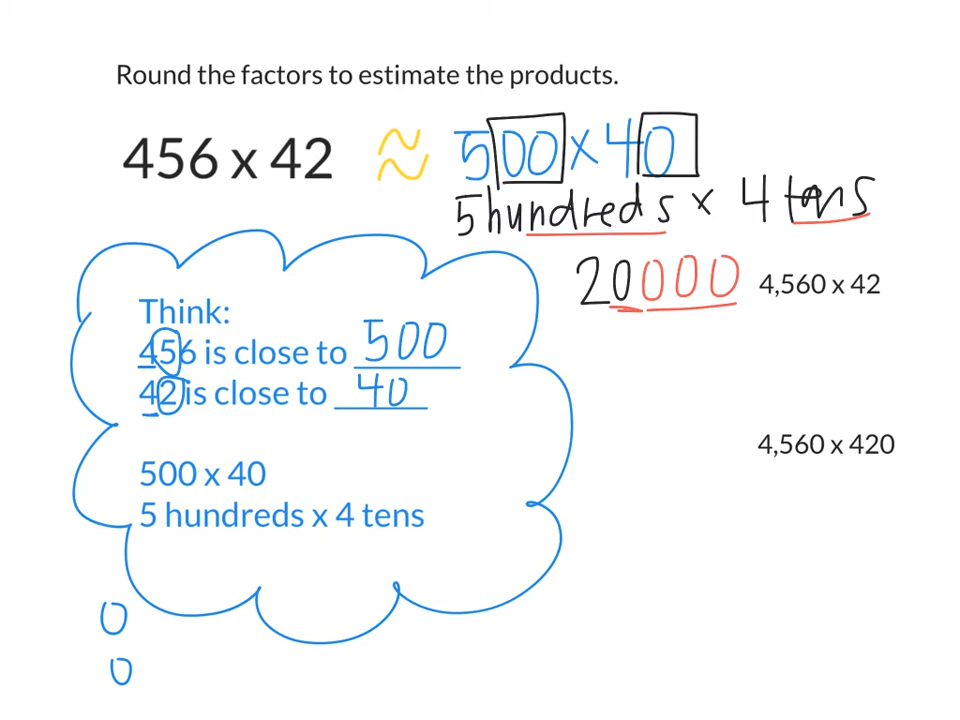 Round the factors to estimate the products.
456 x 42 ≈ 500 x 40
5 hundreds x 4 tens
20000
4,560 x 42
Think:
456 is close to 500
42 is close to 40
4,560 x 420
500 x 40
5 hundreds x 4 tens